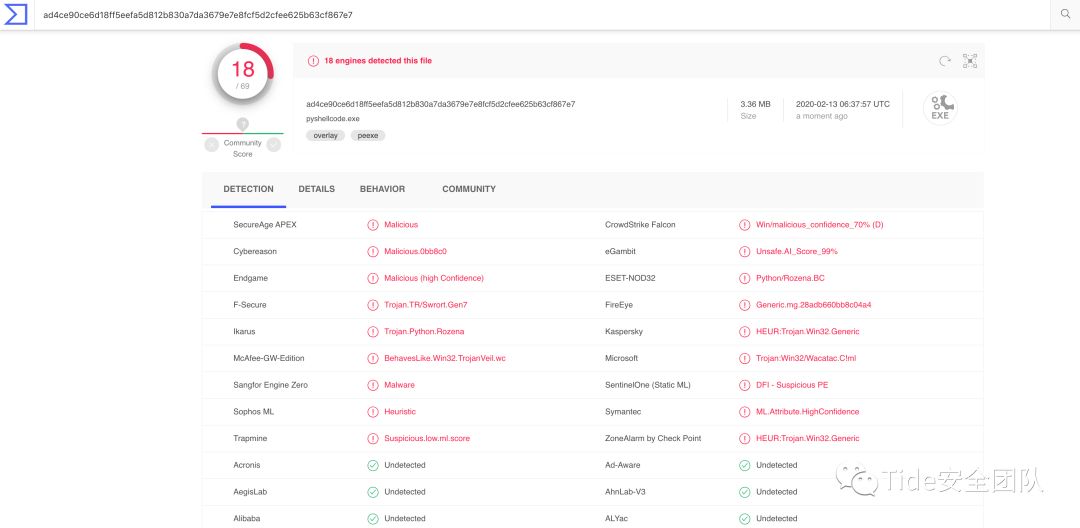 ad4ce90ce6d18ff5eefa5d812b830a7da3679e7e8fcf5d2cfee625b63cf867e7
18
/ 69
?
Community
Score
18 engines detected this file
ad4ce90ce6d18ff5eefa5d812b830a7da3679e7e8fcf5d2cfee625b63cf867e7
pyshellcode.exe
overlay peexe
3.36 MB
Size
2020-02-13 06:37:57 UTC
a moment ago
EXE
DETECTION DETAILS BEHAVIOR COMMUNITY
SecureAge APEX Malicious CrowdStrike Falcon Win/malicious_confidence_70% (D)
Cybereason Malicious.0bb8c0 eGambit Unsafe.AI_Score_99%
Endgame Malicious (high Confidence) ESET-NOD32 Python/Rozena.BC
F-Secure Trojan.TR/Swrort.Gen7 FireEye Generic.mg.28adb660bb8c04a4
Ikarus Trojan.Python.Rozena Kaspersky HEUR:Trojan.Win32.Generic
McAfee-GW-Edition BehavesLike.Win32.TrojanVeil.wc Microsoft Trojan:Win32/Wacatac.C!ml
Sangfor Engine Zero Malware SentinelOne (Static ML) DFI - Suspicious PE
Sophos ML Heuristic Symantec ML.Attribute.HighConfidence
Trapmine Suspicious.low.ml.score ZoneAlarm by Check Point HEUR:Trojan.Win32.Generic
Acronis Undetected Ad-Aware Undetected
AegisLab Undetected AhnLab-V3 Undetected
Alibaba Undetected ALYac Undetected
Tide安全团队